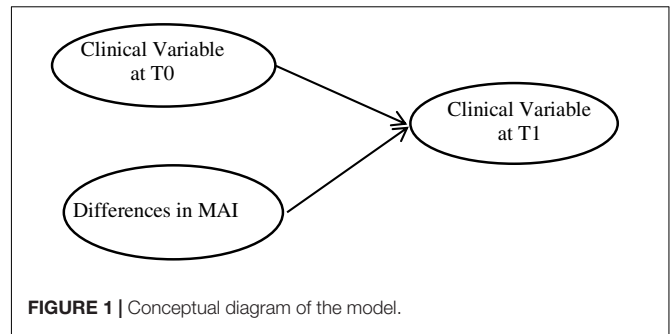 Clinical Variable
at T0
Clinical Variable
at T1
Differences in MAI
FIGURE 1 | Conceptual diagram of the model.